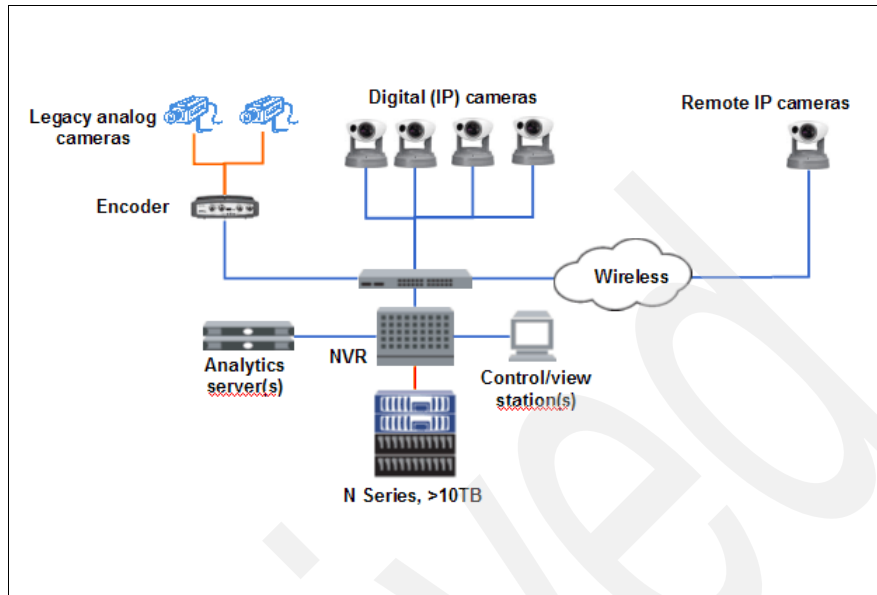 Digital (IP) cameras
Remote IP cameras
Legacy analog
cameras
Encoder
Wireless
NVR
Analytics
server(s)
Control/view
station(s)
N Series, >10TB